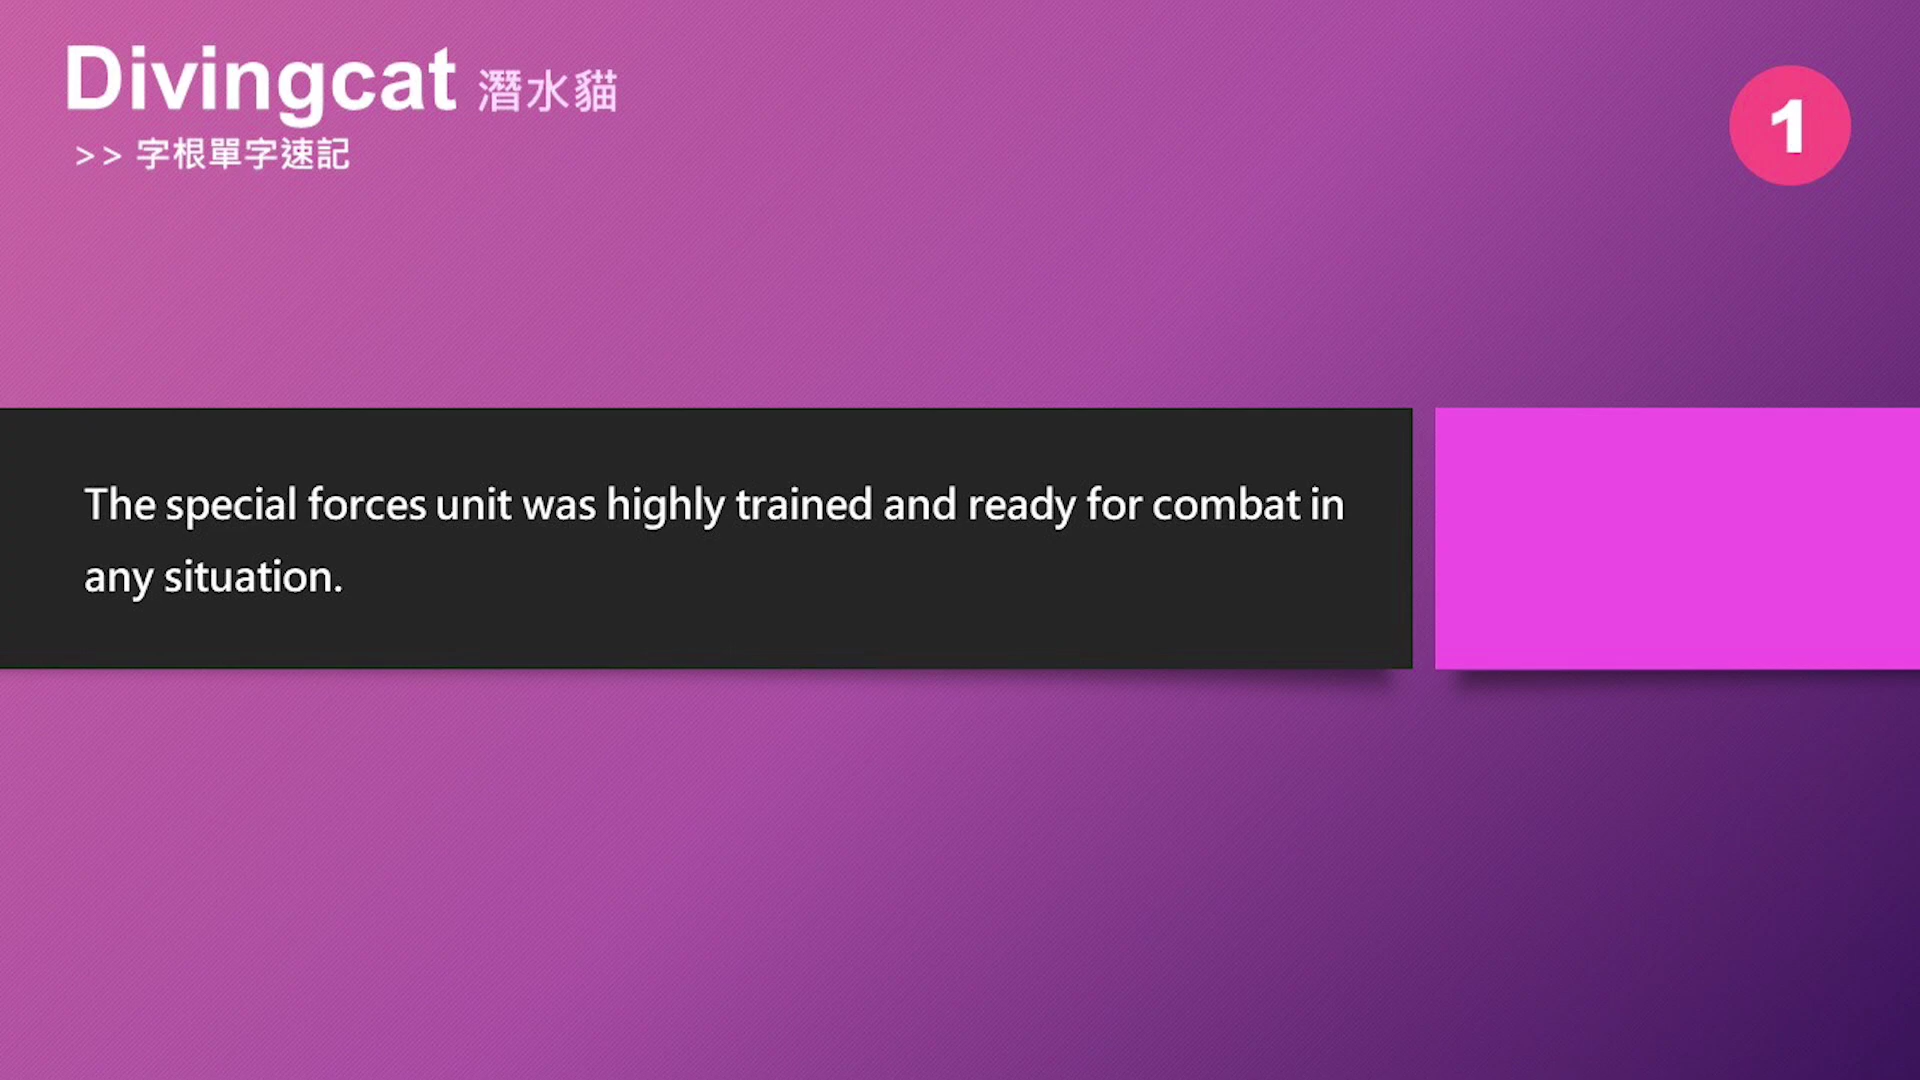 Divingcat 潛水貓
>> 字根單字速記
1
The special forces unit was highly trained and ready for combat in
any situation.